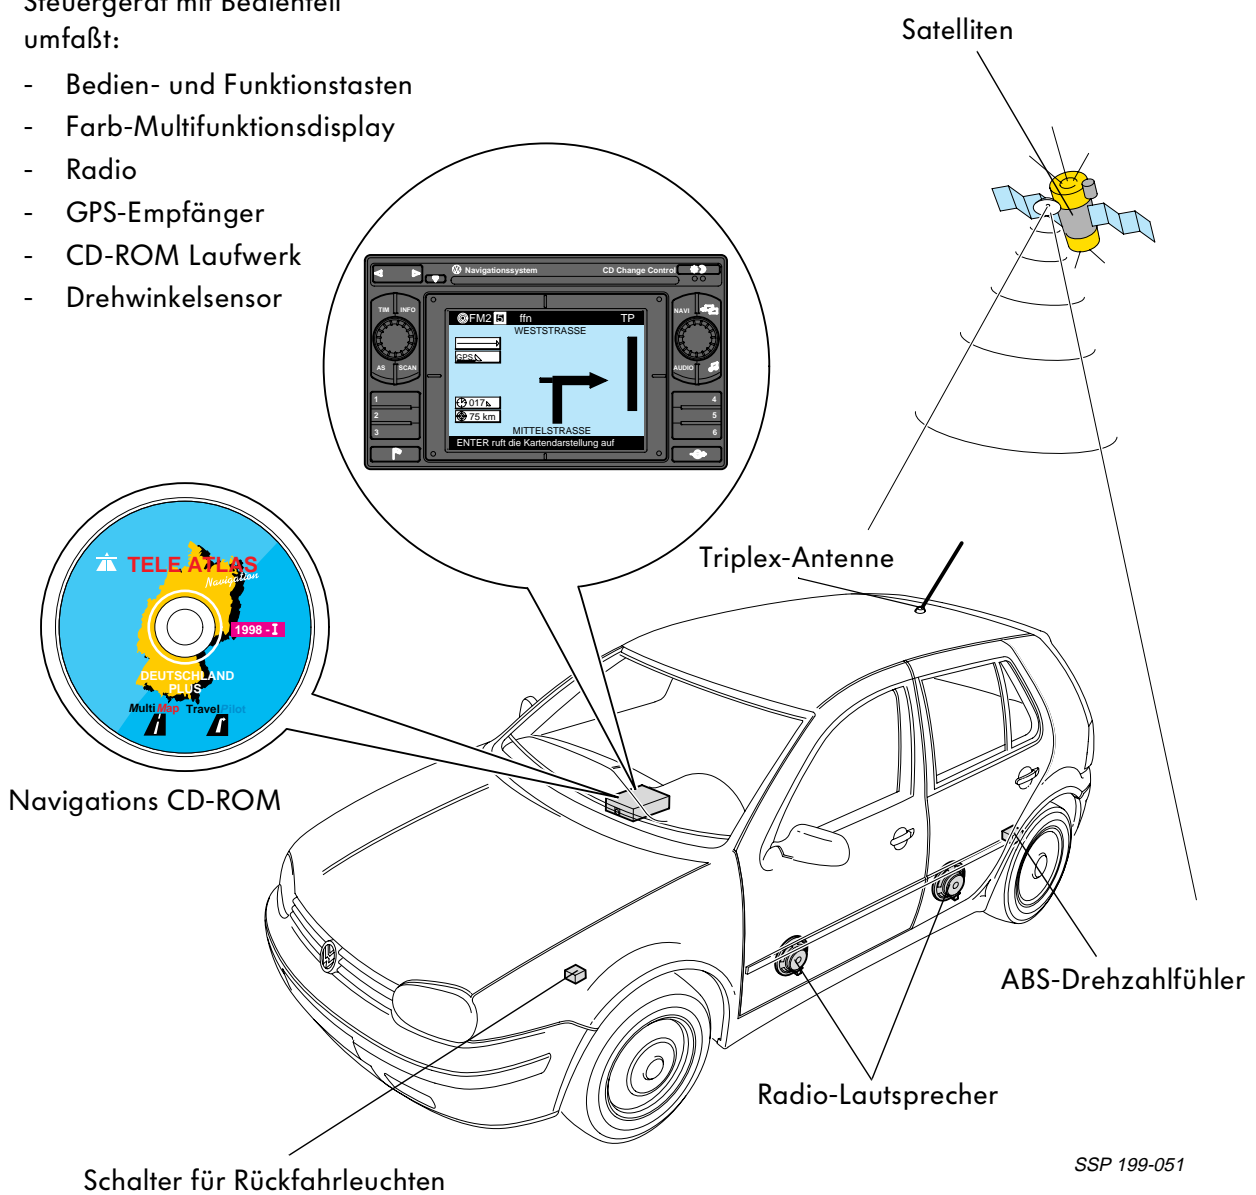 Steuergerät mit Bedienteil
umfaßt:
- Bedien- und Funktionstasten
- Farb-Multifunktionsdisplay
- Radio
- GPS-Empfänger
- CD-ROM Laufwerk
- Drehwinkelsensor
Satelliten
Navigationssystem
CD Change Control
TIM INFO
AS SCAN
NAVI
AUDIO
1
2
3
4
5
6
FM2 ffn TP
WESTSTRASSE
GPS
017
75 km
MITTELSTRASSE
ENTER ruft die Kartendarstellung auf
Triplex-Antenne
TELE ATLAS
Navigation
1998 - I
DEUTSCHLAND
PLUS
MultiMap TravelPilot
Navigations CD-ROM
ABS-Drehzahlfühler
Radio-Lautsprecher
Schalter für Rückfahrleuchten
SSP 199-051